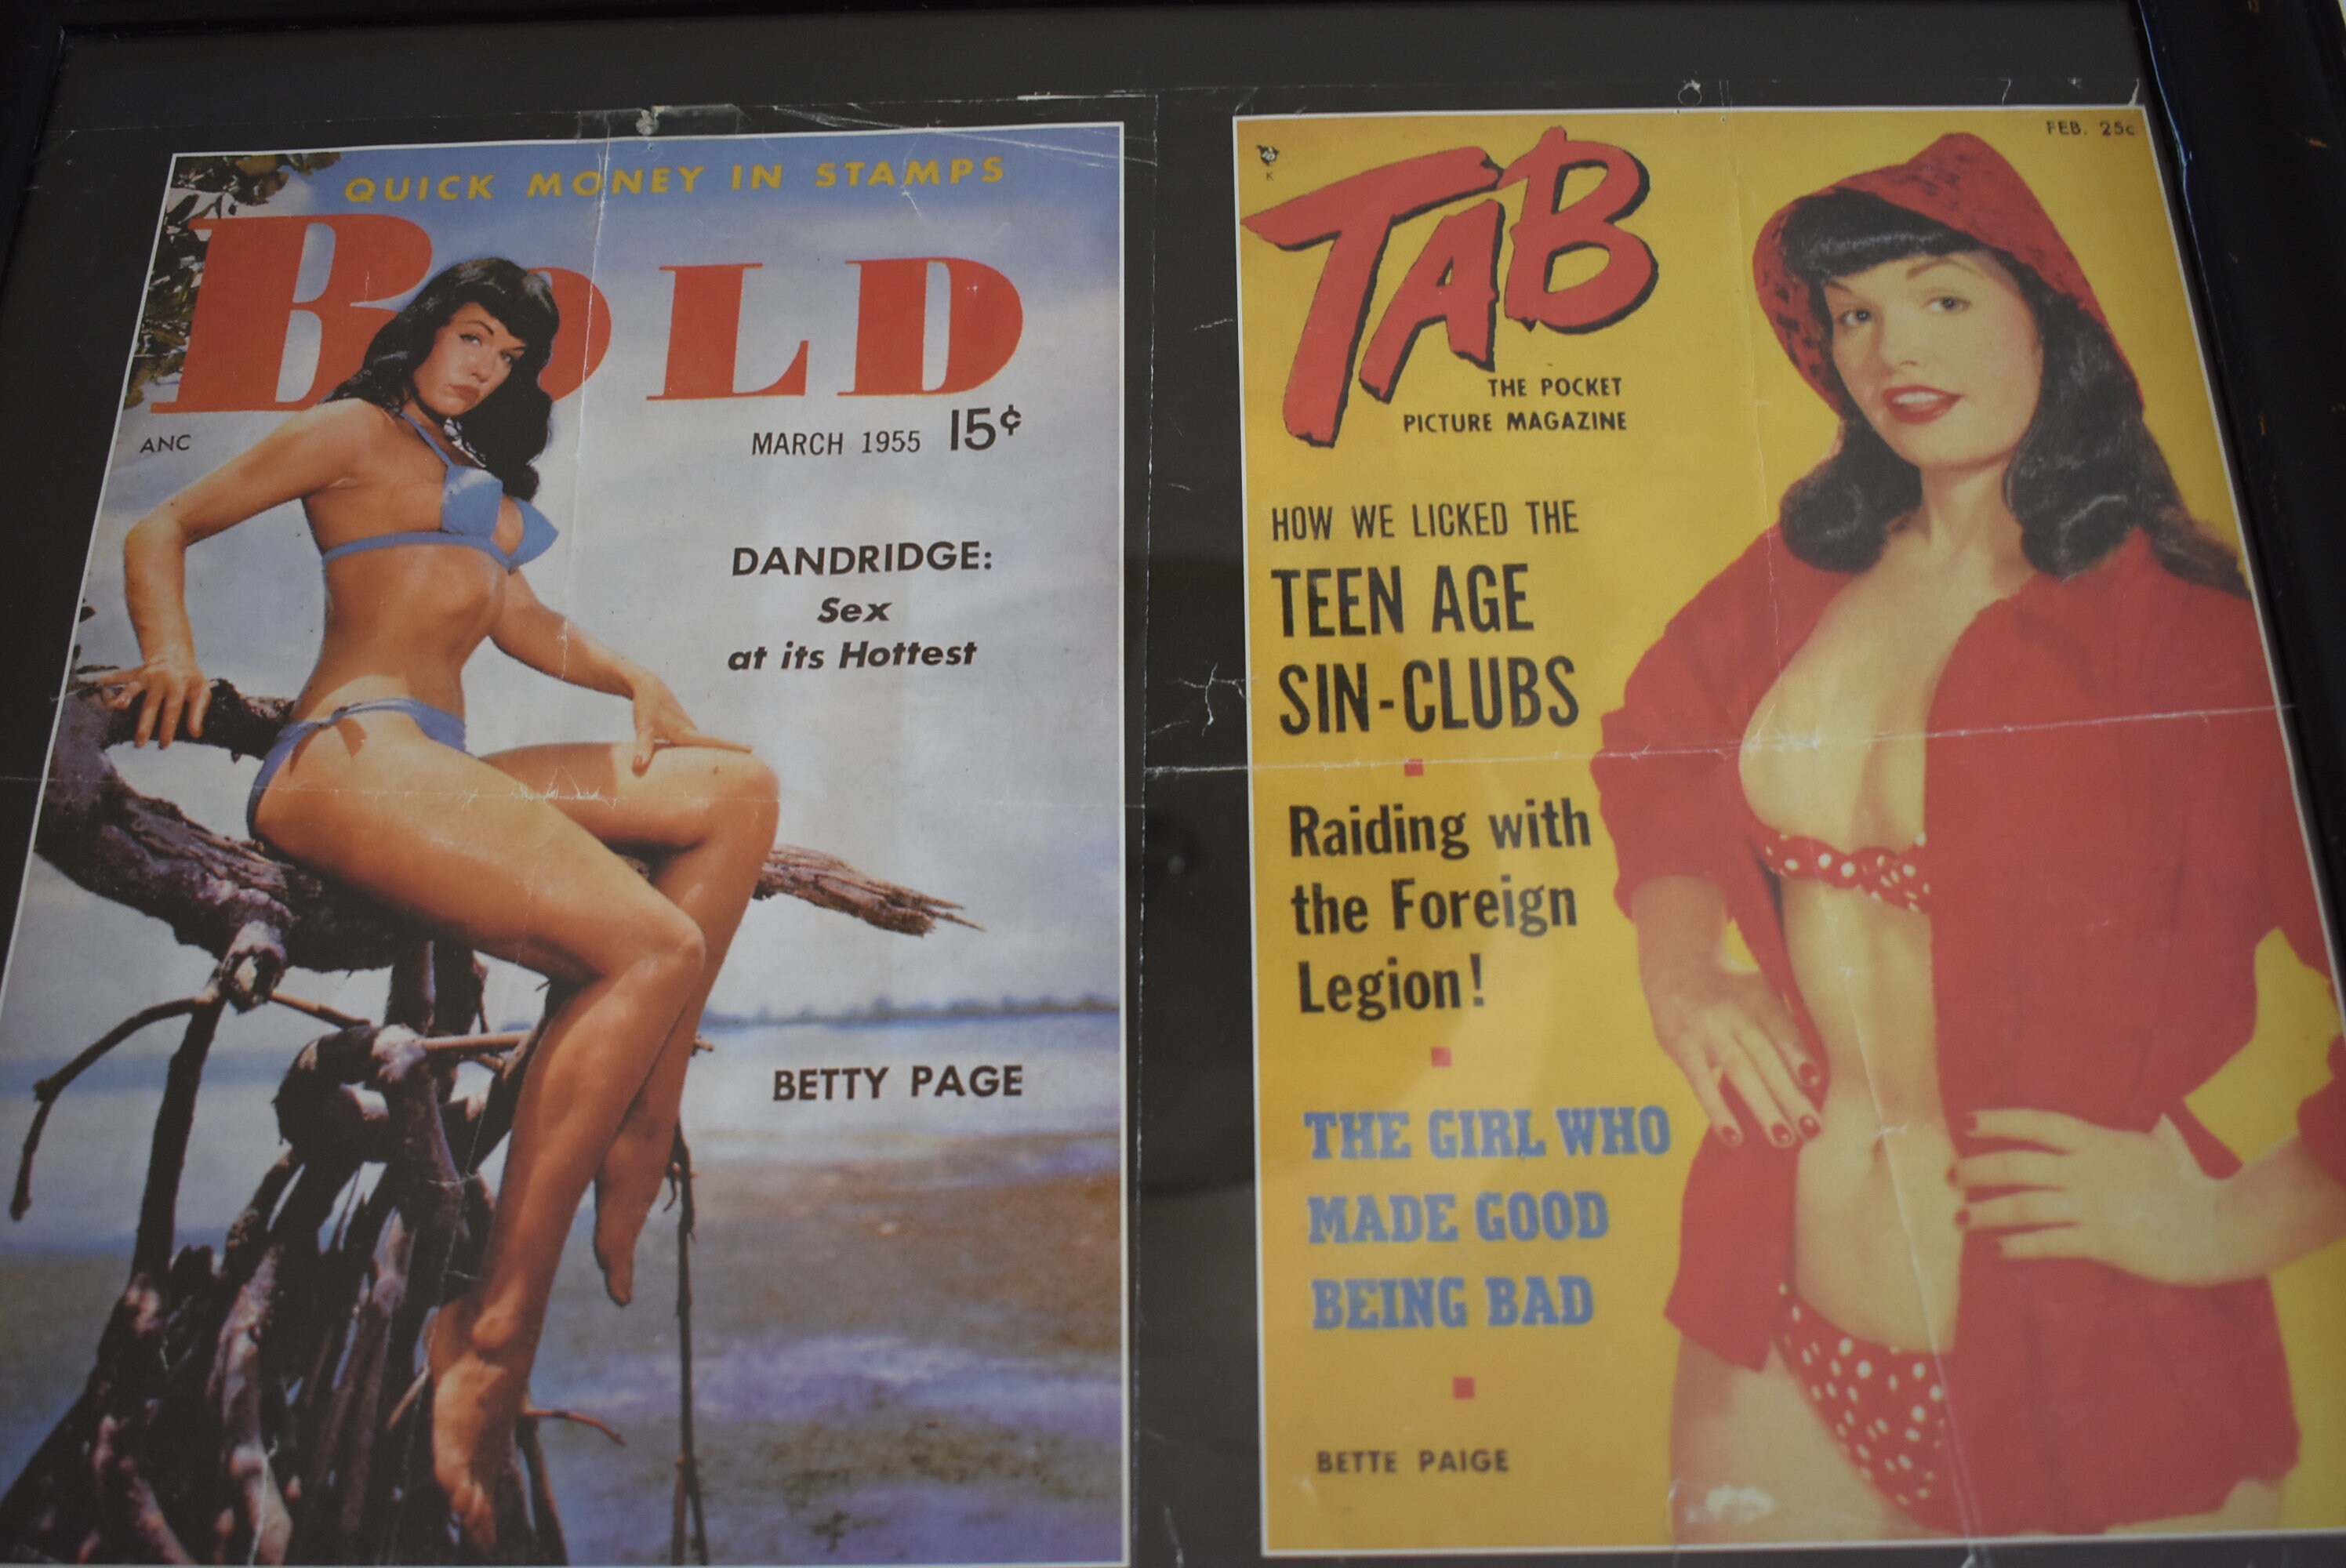 QUICK MONEY IN STAMPS
BOLD
ANC
MARCH 1955 15¢
DANDRIDGE:
Sex
at its Hottest
BETTY PAGE
FEB. 25c
K
TAB
THE POCKET
PICTURE MAGAZINE
HOW WE LICKED THE
TEEN AGE
SIN-CLUBS
Raiding with
the Foreign
Legion!
THE GIRL WHO
MADE GOOD
BEING BAD
BETTE PAIGE